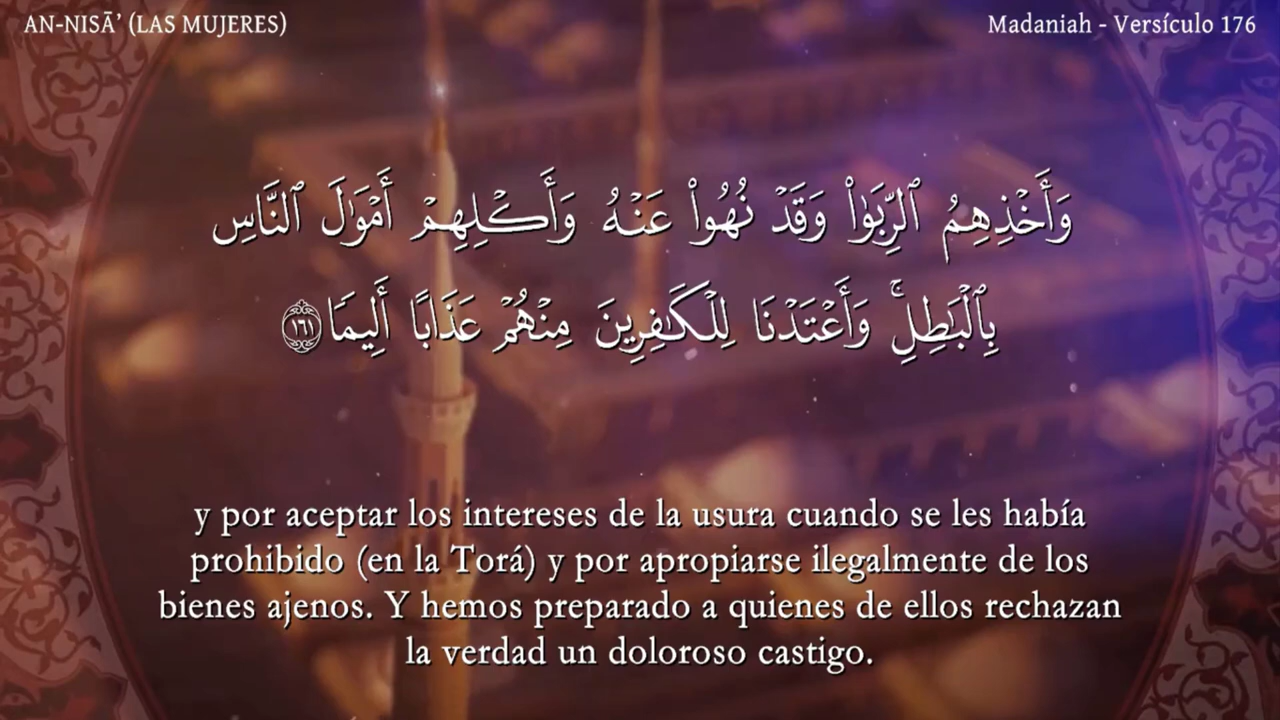 AN-NISĀ’ (LAS MUJERES)
Madaniah - Versículo 176
وَأَخْذِهِمُ ٱلرِّبَوٰا۟ وَقَدْ نُهُوا۟ عَنْهُ وَأَكْلِهِمْ أَمْوَٰلَ ٱلنَّاسِ
بِٱلْبَٰطِلِ ۚ وَأَعْتَدْنَا لِلْكَٰفِرِينَ مِنْهُمْ عَذَابًا أَلِيمًا ١٦١
y por aceptar los intereses de la usura cuando se les había
prohibido (en la Torá) y por apropiarse ilegalmente de los
bienes ajenos. Y hemos preparado a quienes de ellos rechazan
la verdad un doloroso castigo.